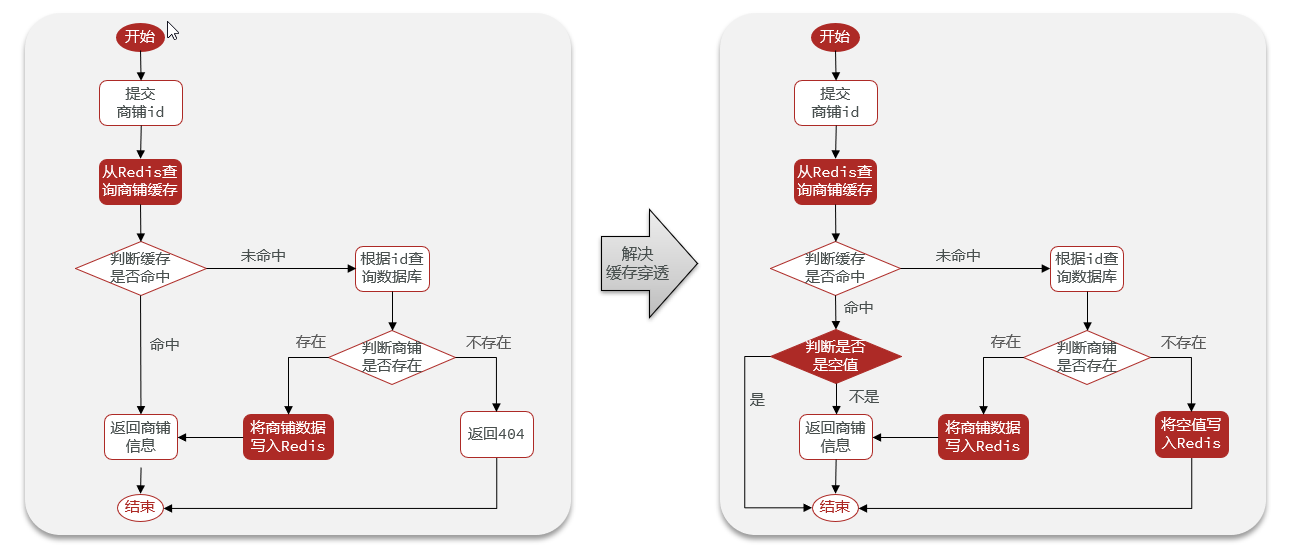 开始
提交
商铺id
从Redis查
询商铺缓存
判断缓存
是否命中
未命中
根据id查
询数据库
命中
存在
判断商铺
是否存在
不存在
返回商铺
信息
将商铺数据
写入Redis
返回404
结束
解决
缓存穿透
开始
提交
商铺id
从Redis查
询商铺缓存
判断缓存
是否命中
未命中
根据id查
询数据库
命中
判断是否
是空值
存在
判断商铺
是否存在
不存在
是
不是
返回商铺
信息
将商铺数据
写入Redis
将空值写
入Redis
结束